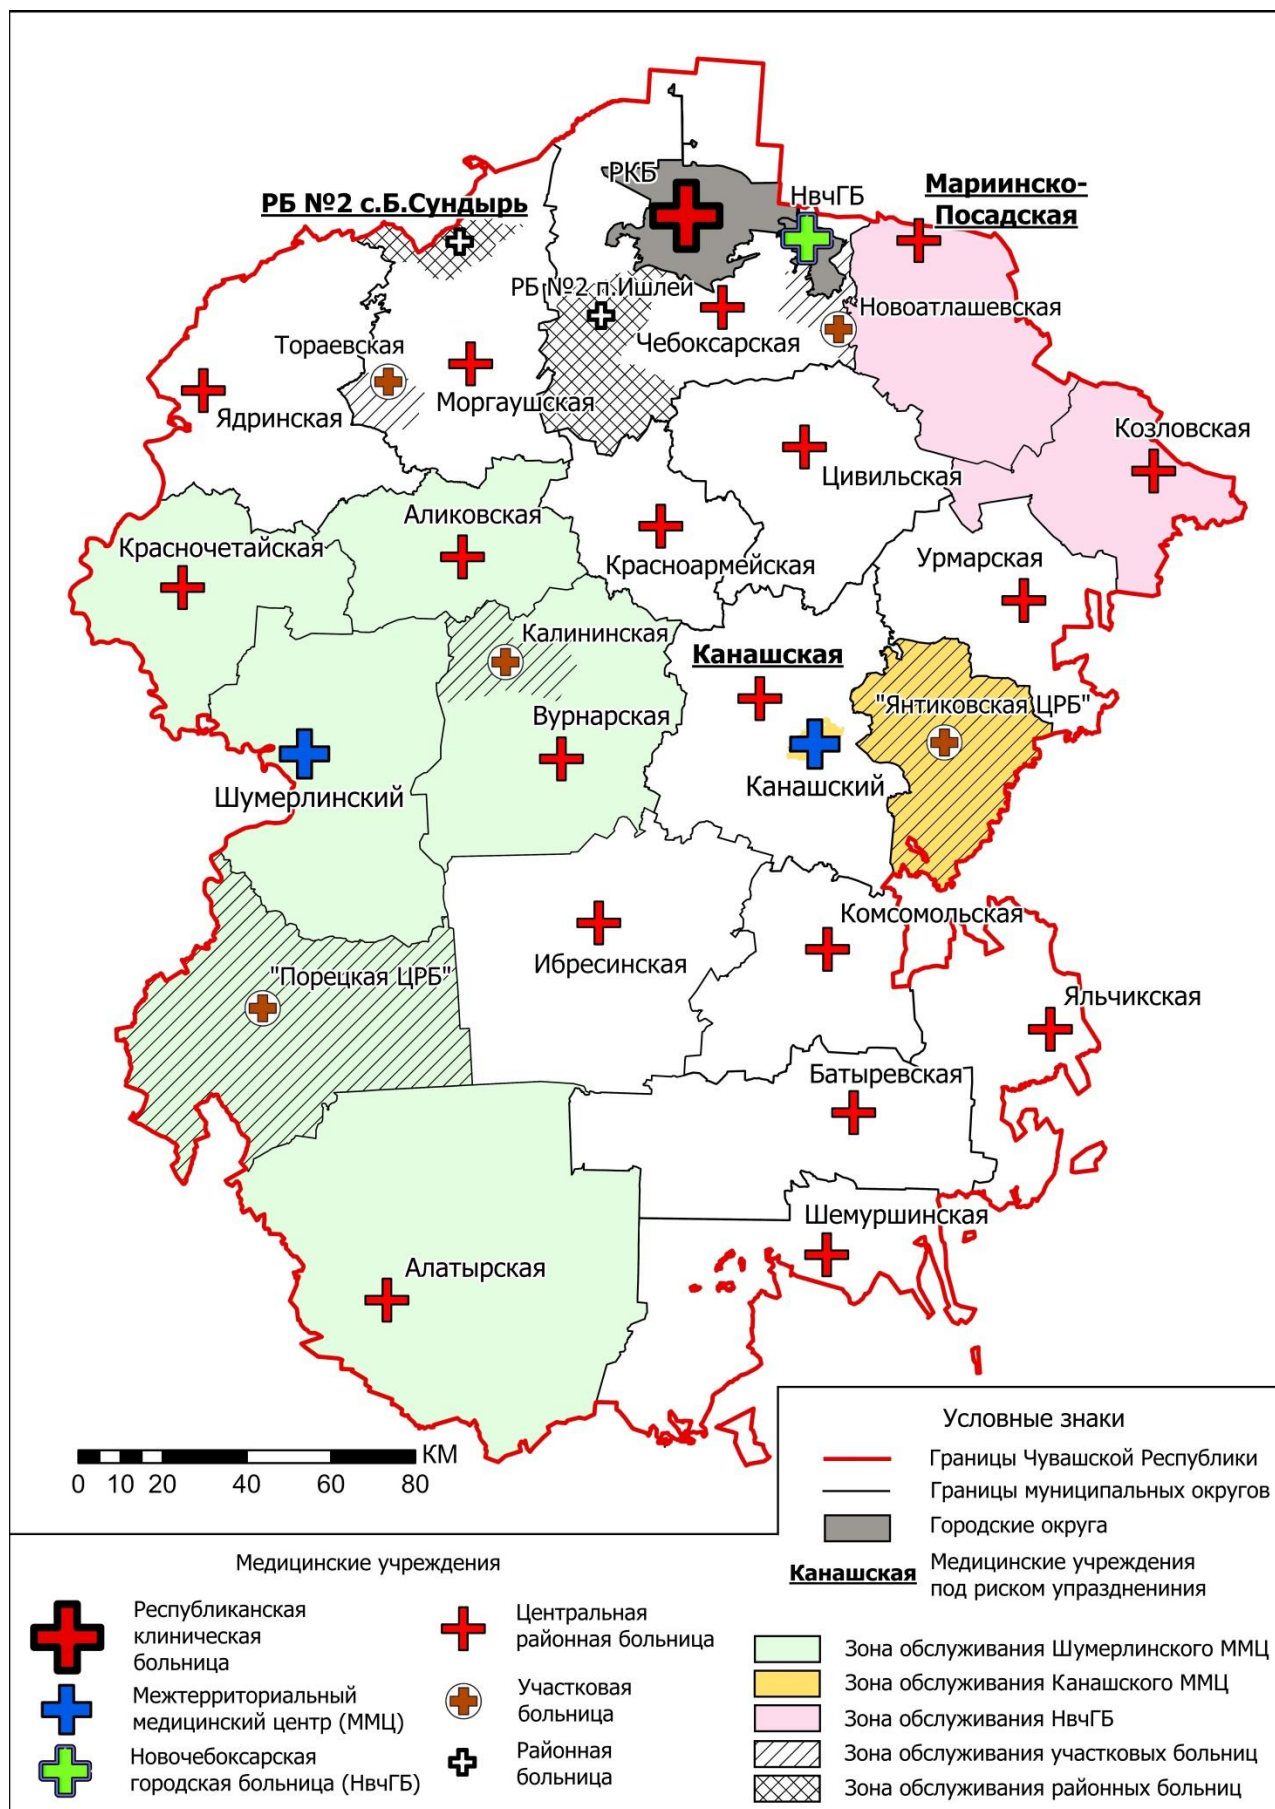 РКБ
НвчГБ
Мариинско-
Посадская
РБ №2 с.Б.Сундырь
РБ №2 п.Ишлеи
Новоатлашевская
Чебоксарская
Тораевская
Моргаушская
Ядринская
Козловская
Цивильская
Аликовская
Красночетайская
Красноармейская
Урмарская
Калининская
Канашская
"Янтиковская ЦРБ"
Вурнарская
Канашский
Шумерлинский
Комсомольская
Ибресинская
"Порецкая ЦРБ"
Яльчикская
Батыревская
Шемуршинская
Алатырская
КМ
0 10 20 40 60 80
Условные знаки
Границы Чувашской Республики
Границы муниципальных округов
Городские округа
Канашская
Медицинские учреждения
под риском упразднениния
Медицинские учреждения
Республиканская
клиническая
больница
Межтерриториальный
медицинский центр (ММЦ)
Новочебоксарская
городская больница (НвчГБ)
Центральная
районная больница
Участковая
больница
Районная
больница
Зона обслуживания Шумерлинского ММЦ
Зона обслуживания Канашского ММЦ
Зона обслуживания НвчГБ
Зона обслуживания участковых больниц
Зона обслуживания районных больниц